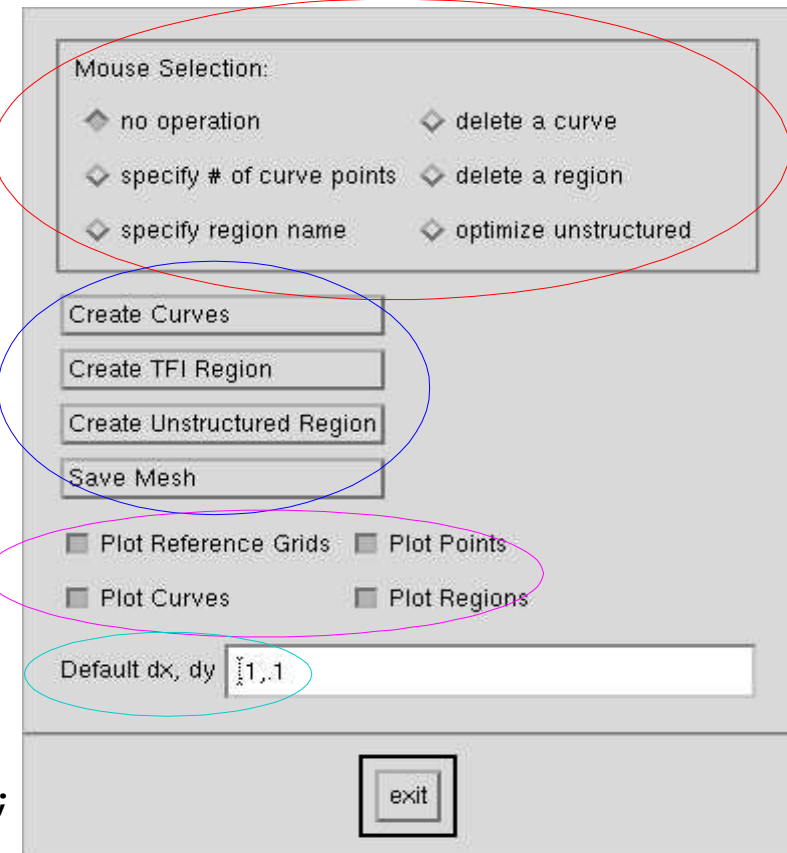 Mouse Selection:
no operation delete a curve
specify # of curve points delete a region
specify region name optimize unstructured
Create Curves
Create TFI Region
Create Unstructured Region
Save Mesh
Plot Reference Grids Plot Points
Plot Curves Plot Regions
Default dx, dy .1,.1
;
exit